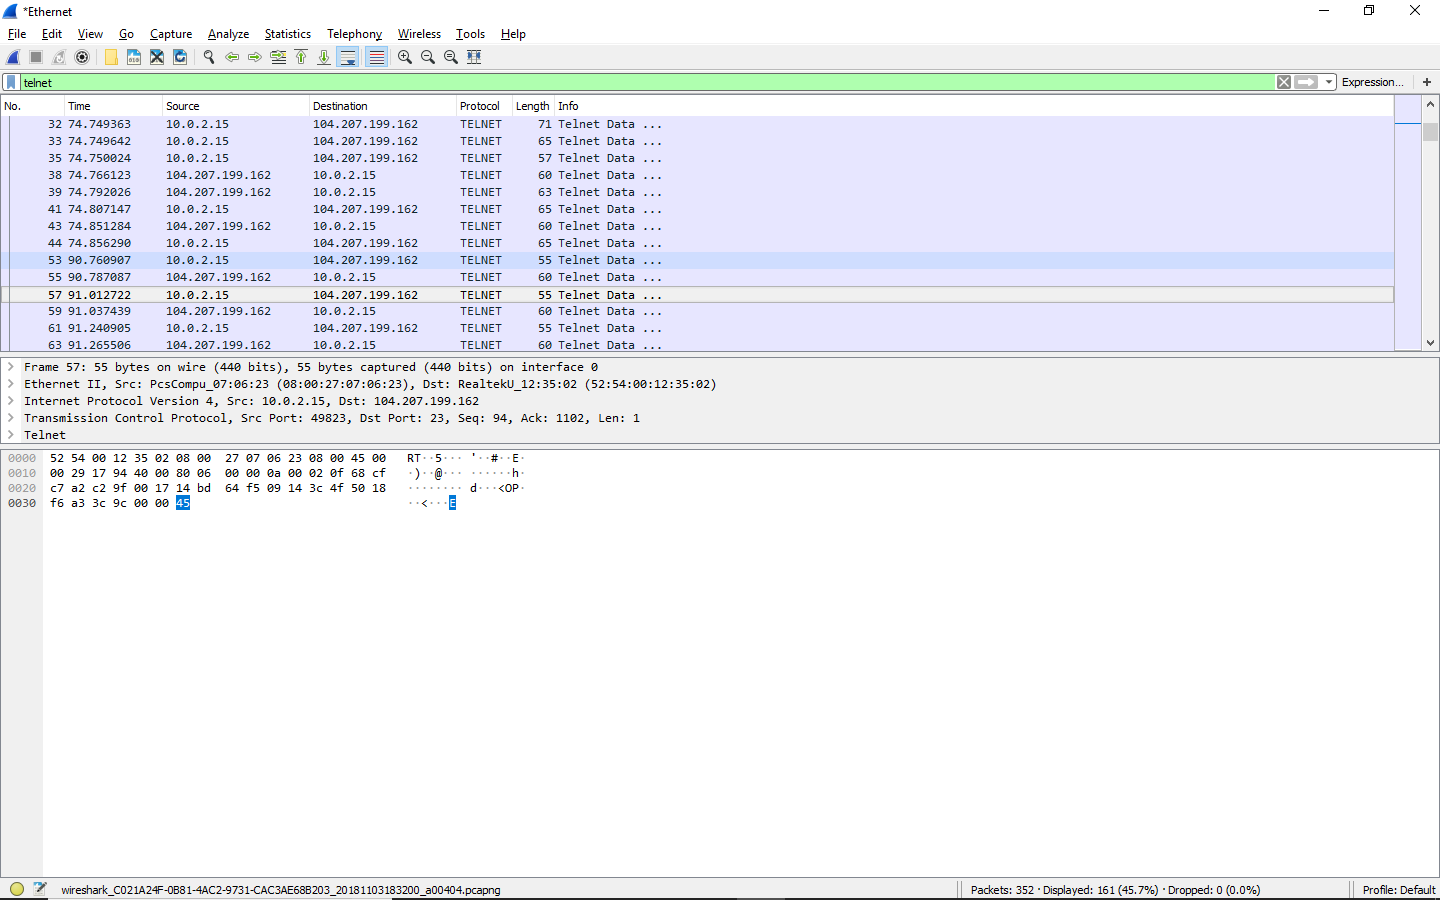 *Ethernet
File Edit View Go Capture Analyze Statistics Telephony Wireless Tools Help
telnet Expression... +
No. Time Source Destination Protocol Length Info
32 74.749363 10.0.2.15 104.207.199.162 TELNET 71 Telnet Data ...
33 74.749642 10.0.2.15 104.207.199.162 TELNET 65 Telnet Data ...
35 74.750024 10.0.2.15 104.207.199.162 TELNET 57 Telnet Data ...
38 74.766123 104.207.199.162 10.0.2.15 TELNET 60 Telnet Data ...
39 74.792026 104.207.199.162 10.0.2.15 TELNET 63 Telnet Data ...
41 74.807147 10.0.2.15 104.207.199.162 TELNET 65 Telnet Data ...
43 74.851284 104.207.199.162 10.0.2.15 TELNET 60 Telnet Data ...
44 74.856290 10.0.2.15 104.207.199.162 TELNET 65 Telnet Data ...
53 90.760907 10.0.2.15 104.207.199.162 TELNET 55 Telnet Data ...
55 90.787087 104.207.199.162 10.0.2.15 TELNET 60 Telnet Data ...
57 91.012722 10.0.2.15 104.207.199.162 TELNET 55 Telnet Data ...
59 91.037439 104.207.199.162 10.0.2.15 TELNET 60 Telnet Data ...
61 91.240905 10.0.2.15 104.207.199.162 TELNET 55 Telnet Data ...
63 91.265506 104.207.199.162 10.0.2.15 TELNET 60 Telnet Data ...
Frame 57: 55 bytes on wire (440 bits), 55 bytes captured (440 bits) on interface 0
Ethernet II, Src: PcsCompu_07:06:23 (08:00:27:07:06:23), Dst: RealtekU_12:35:02 (52:54:00:12:35:02)
Internet Protocol Version 4, Src: 10.0.2.15, Dst: 104.207.199.162
Transmission Control Protocol, Src Port: 49823, Dst Port: 23, Seq: 94, Ack: 1102, Len: 1
Telnet
0000 52 54 00 12 35 02 08 00 27 07 06 23 08 00 45 00 RT··5··· '··#··E·
0010 00 29 17 94 40 00 80 06 00 00 0a 00 02 0f 68 cf ·)··@··· ······h·
0020 c7 a2 c2 9f 00 17 14 bd 64 f5 09 14 3c 4f 50 18 ········ d···<OP·
0030 f6 a3 3c 9c 00 00 45 ··<···E
wireshark_C021A24F-0B81-4AC2-9731-CAC3AE68B203_20181103183200_a00404.pcapng Packets: 352 · Displayed: 161 (45.7%) · Dropped: 0 (0.0%) Profile: Default